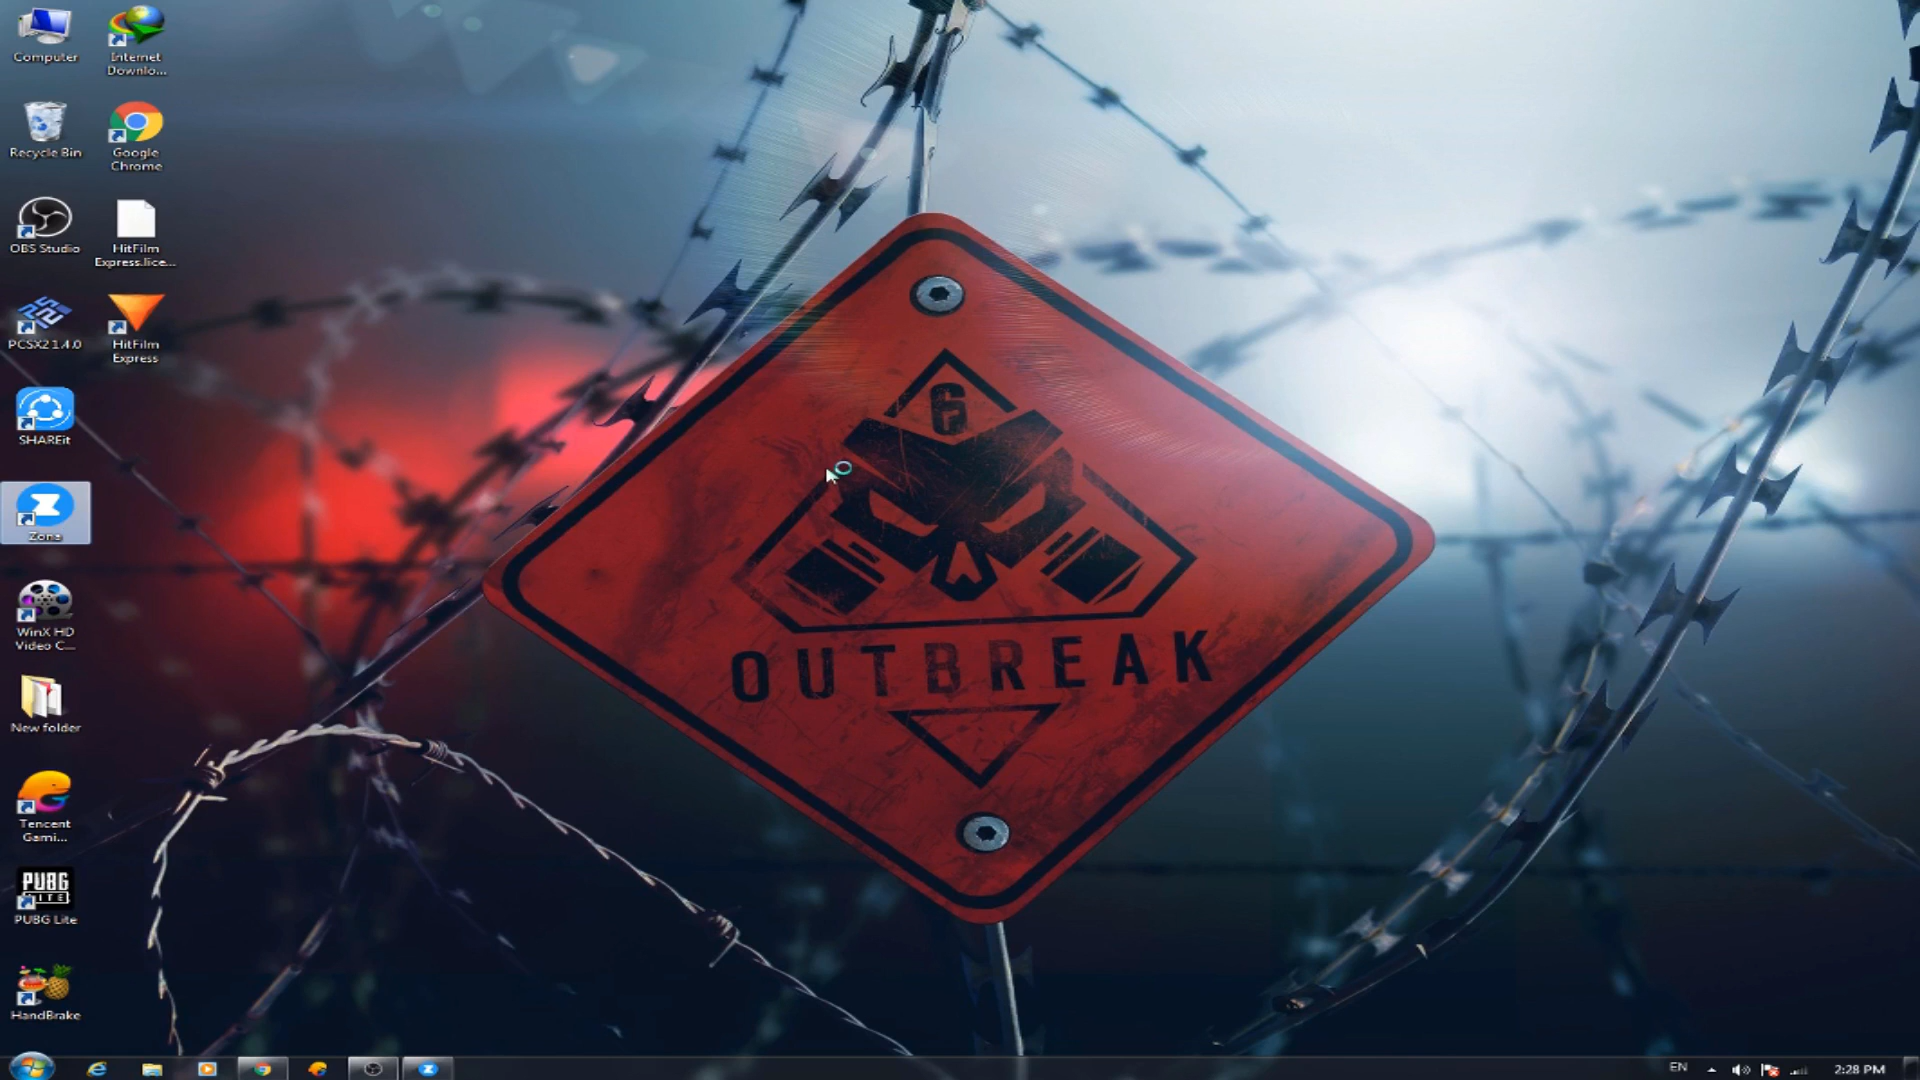 Computer
Internet
Downlo...
Recycle Bin
Google
Chrome
OBS Studio
HitFilm
Express.lice...
PCSX2 1.4.0
HitFilm
Express
SHAREit
Zona
WinX HD
Video C...
New folder
Tencent
Gami...
PUBG
LITE
PUBG Lite
HandBrake
6
OUTBREAK
EN
2:28 PM